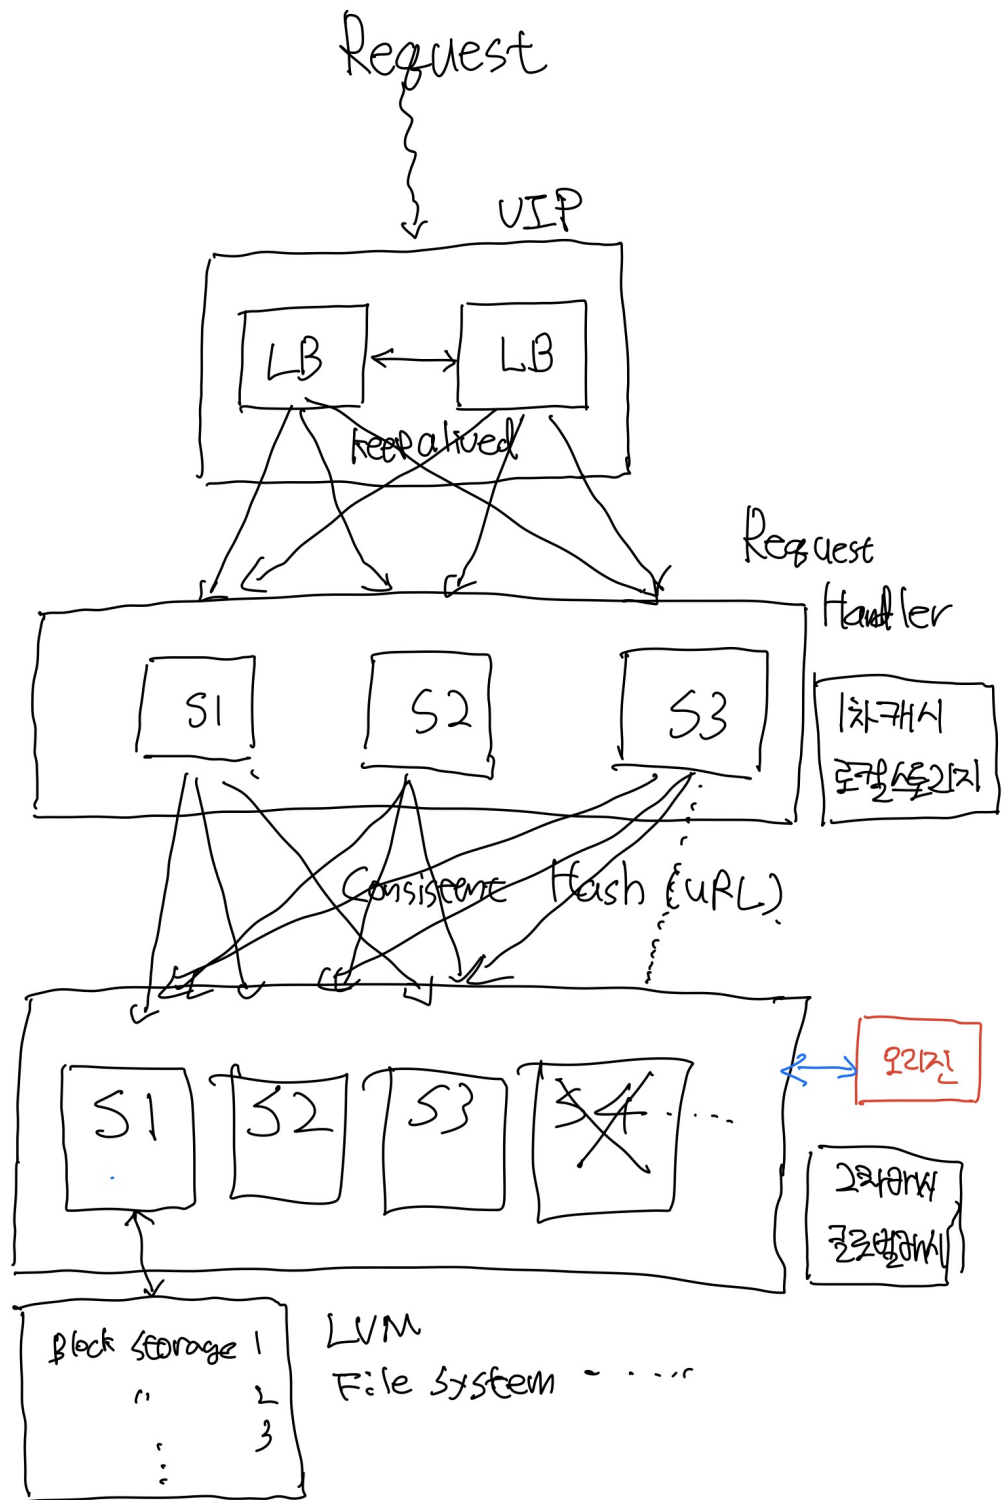 Request
VIP
LB
LB
keepalived
Request
Handler
S1
S2
S3
1차캐시
로컬스토리지
Consistent Hash (URL)
오리진
S1
S2
S3
S4 ....
2차캐시
글로벌캐시
Block Storage 1
〃 2
3
LVM
File system - ....